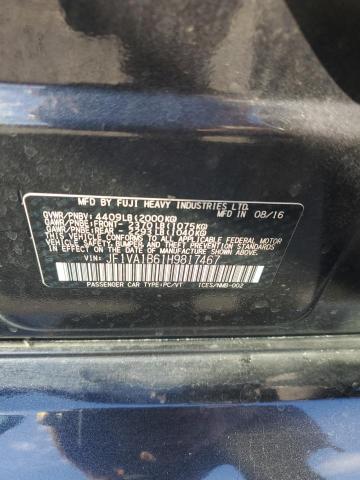 MFD BY FUJI HEAVY INDUSTRIES LTD.
GVWR/PNBV: 4409LB(2000KG) IN 08/16
GAWR/PNBE:FRONT - 2370LB(1075KG)
GAWR/PNBE:REAR - 2293LB(1040KG)
THIS VEHICLE CONFORMS TO ALL APPLICABLE
FEDERAL MOTOR VEHICLE SAFETY, BUMPER, AND
THEFT PREVENTION STANDARDS IN EFFECT ON
THE DATE OF MANUFACTURE SHOWN ABOVE.
VIN: JF1VA1B61H9817467
PASSENGER CAR TYPE:PC/VT ICES/NMB-002